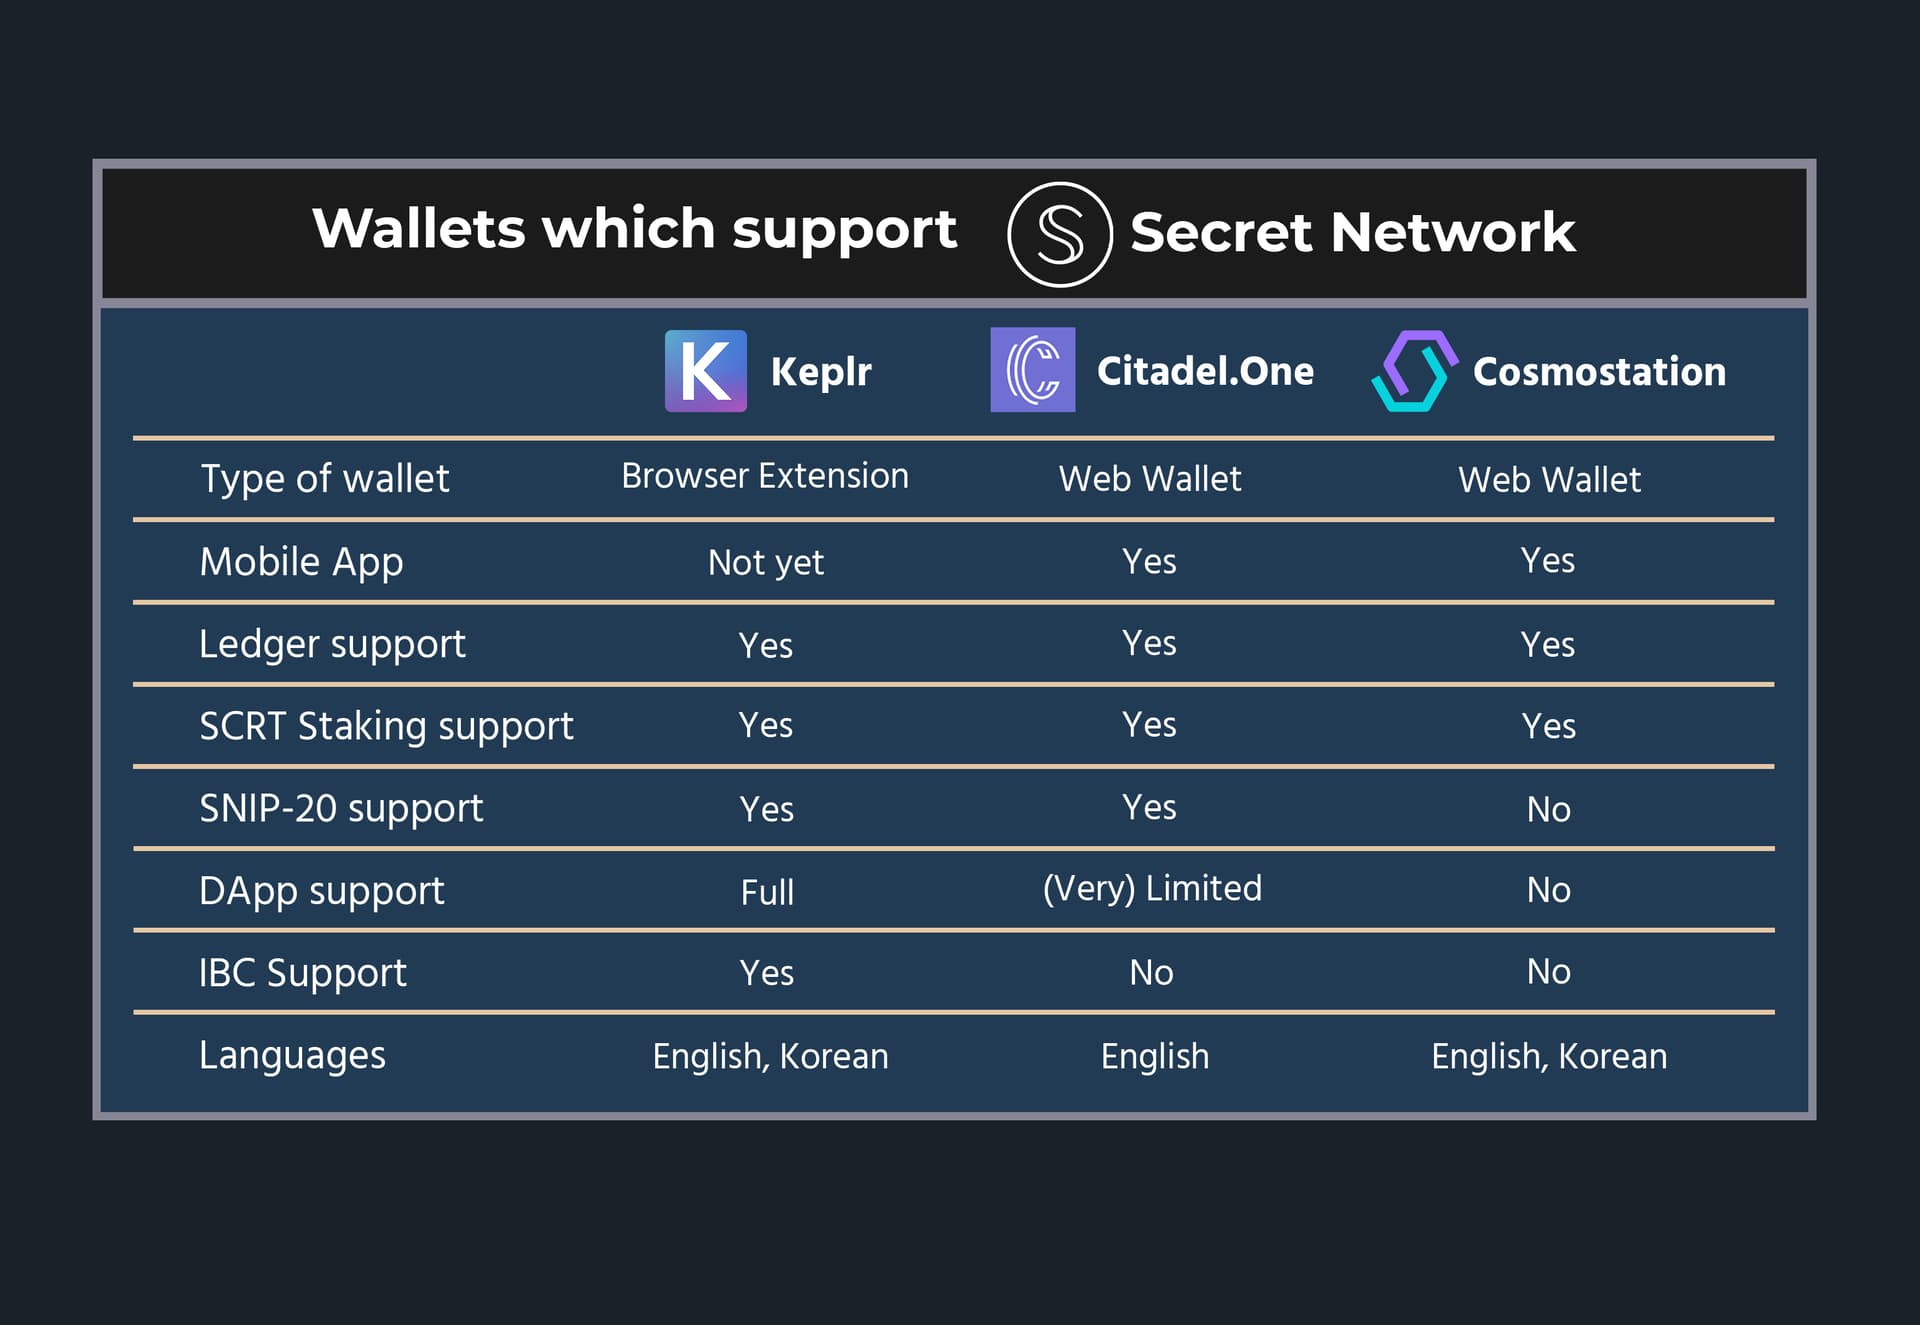 Wallets which support S Secret Network
K Keplr C Citadel.One Cosmostation
Type of wallet Browser Extension Web Wallet Web Wallet
Mobile App Not yet Yes Yes
Ledger support Yes Yes Yes
SCRT Staking support Yes Yes Yes
SNIP-20 support Yes Yes No
DApp support Full (Very) Limited No
IBC Support Yes No No
Languages English, Korean English English, Korean